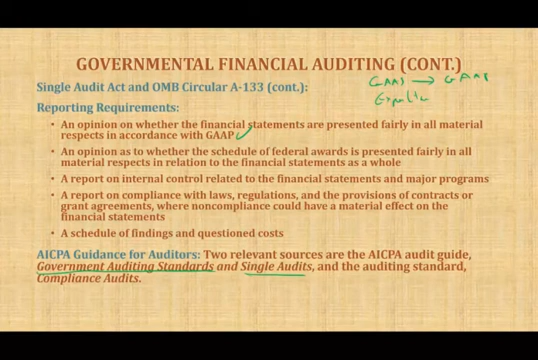 GOVERNMENTAL FINANCIAL AUDITING (CONT.)
GAAS → GAAP
Single Audit Act and OMB Circular A-133 (cont.):
Reporting Requirements:
• An opinion on whether the financial statements are presented fairly in all material
respects in accordance with GAAP
• An opinion as to whether the schedule of federal awards is presented fairly in all
material respects in relation to the financial statements as a whole
• A report on internal control related to the financial statements and major programs
• A report on compliance with laws, regulations, and the provisions of contracts or
grant agreements, where noncompliance could have a material effect on the
financial statements
• A schedule of findings and questioned costs
AICPA Guidance for Auditors: Two relevant sources are the AICPA audit guide,
Government Auditing Standards and Single Audits, and the auditing standard,
Compliance Audits.